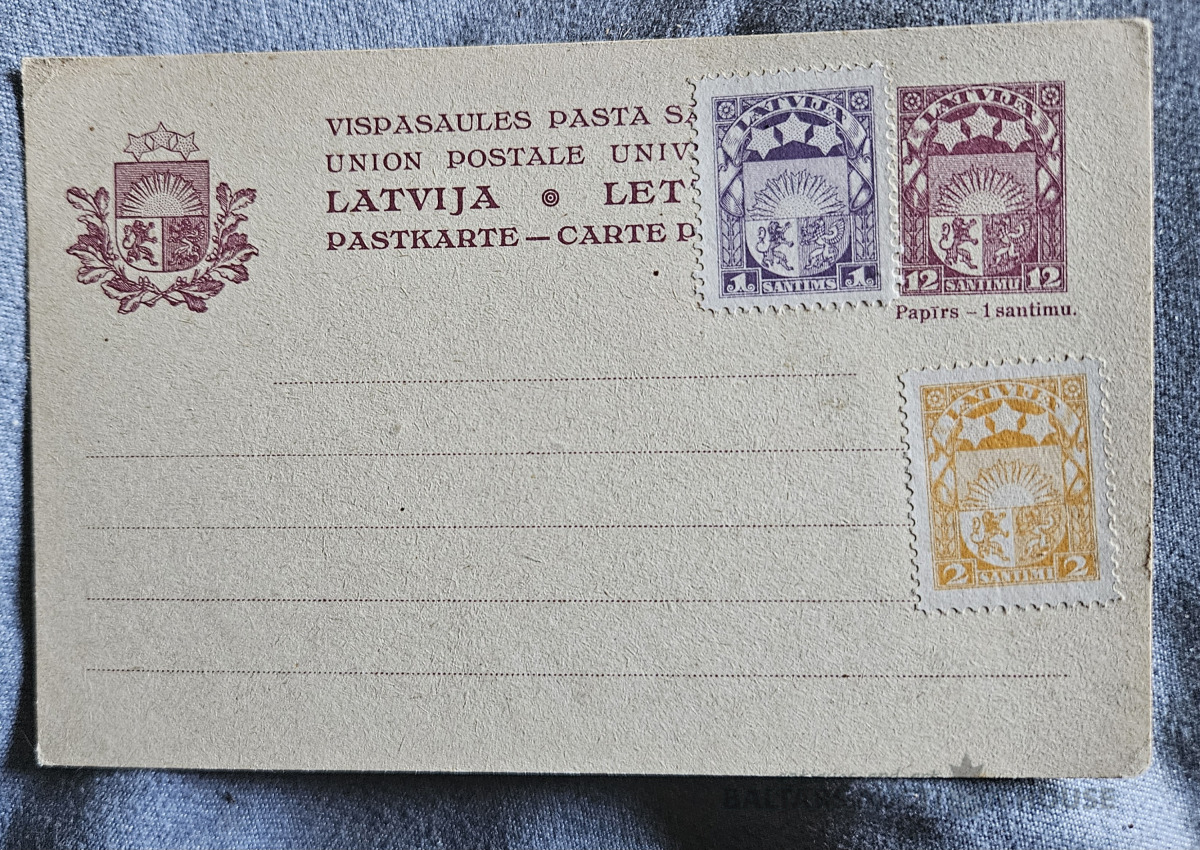 VISPASAULES PASTA SA
UNION POSTALE UNIV
LATVIJA LET
PASTKARTE — CARTE P
LATVIJA
1 SANTIMS 1
LATVIJA
12 SANTIMU 12
Papīrs – 1 santimu.
LATVIJA
2 SANTIMI 2